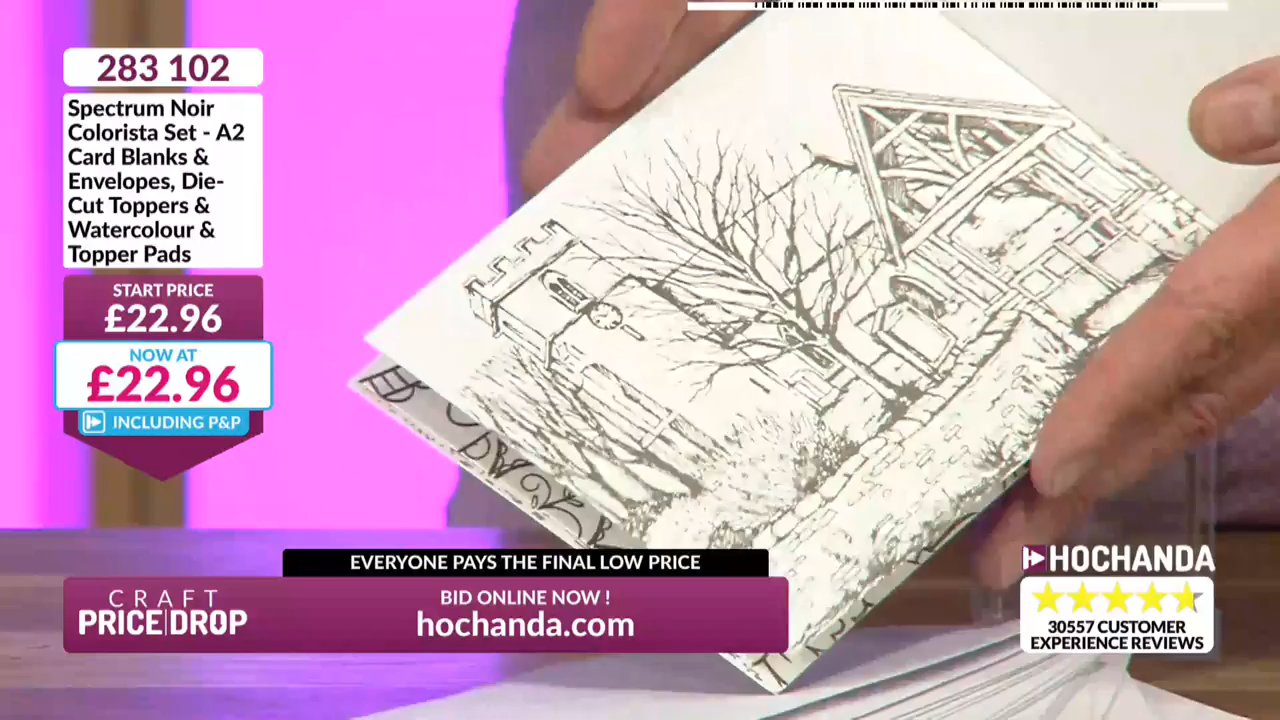 283 102
Spectrum Noir
Colorista Set - A2
Card Blanks &
Envelopes, Die-
Cut Toppers &
Watercolour &
Topper Pads
START PRICE
£22.96
NOW AT
£22.96
INCLUDING P&P
EVERYONE PAYS THE FINAL LOW PRICE
CRAFT
PRICE DROP
BID ONLINE NOW !
hochanda.com
HOCHANDA
30557 CUSTOMER
EXPERIENCE REVIEWS